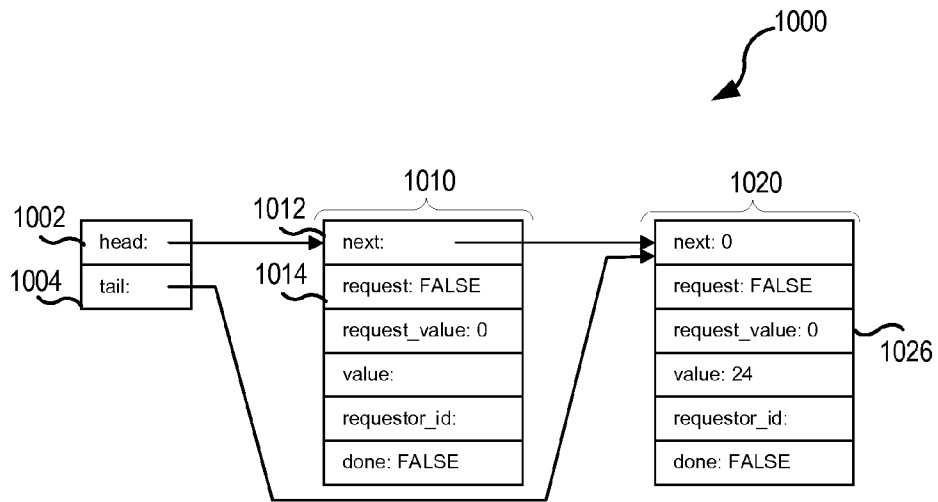 1000
1010
1020
1002
1012
head:
next:
next: 0
1004
1014
tail:
request: FALSE
request: FALSE
request_value: 0
request_value: 0
1026
value:
value: 24
requestor_id:
requestor_id:
done: FALSE
done: FALSE